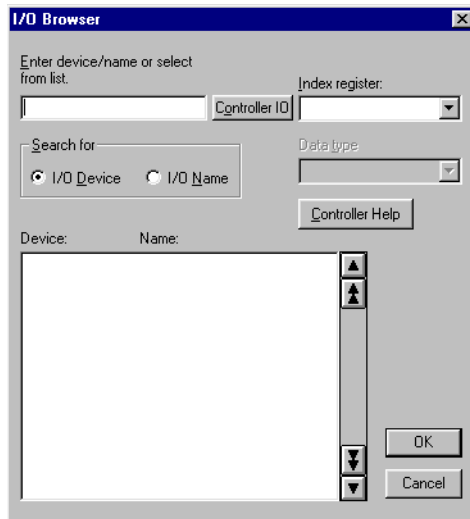 I/O Browser
Enter device/name or select
from list.
Index register:
Controller IO
Search for
Data type
I/O Device
I/O Name
Controller Help
Device:
Name:
OK
Cancel